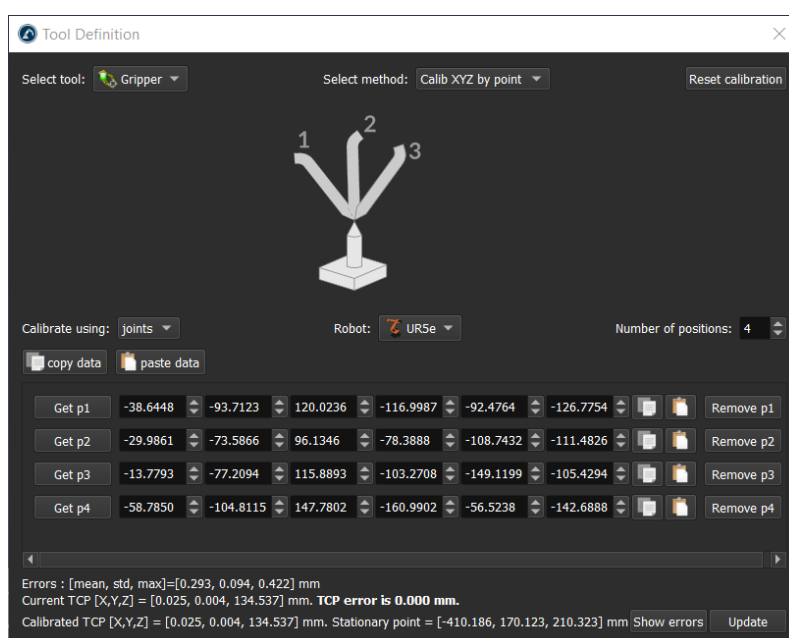 Tool Definition
Select tool: Gripper Select method: Calib XYZ by point Reset calibration
1 2 3
Calibrate using: joints Robot: UR5e Number of positions: 4
copy data paste data
Get p1 -38.6448 -93.7123 120.0236 -116.9987 -92.4764 -126.7754 Remove p1
Get p2 -29.9861 -73.5866 96.1346 -78.3888 -108.7432 -111.4826 Remove p2
Get p3 -13.7793 -77.2094 115.8893 -103.2708 -149.1199 -105.4294 Remove p3
Get p4 -58.7850 -104.8115 147.7802 -160.9902 -56.5238 -142.6888 Remove p4
Errors : [mean, std, max]=[0.293, 0.094, 0.422] mm
Current TCP [X,Y,Z] = [0.025, 0.004, 134.537] mm. TCP error is 0.000 mm.
Calibrated TCP [X,Y,Z] = [0.025, 0.004, 134.537] mm. Stationary point = [-410.186, 170.123, 210.323] mm Show errors Update